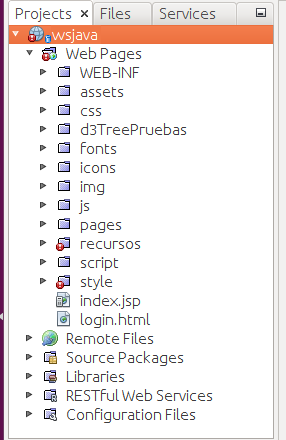 Projects × Files Services
wsjava
Web Pages
WEB-INF
assets
css
d3TreePruebas
fonts
icons
img
js
pages
recursos
script
style
index.jsp
login.html
Remote Files
Source Packages
Libraries
RESTful Web Services
Configuration Files